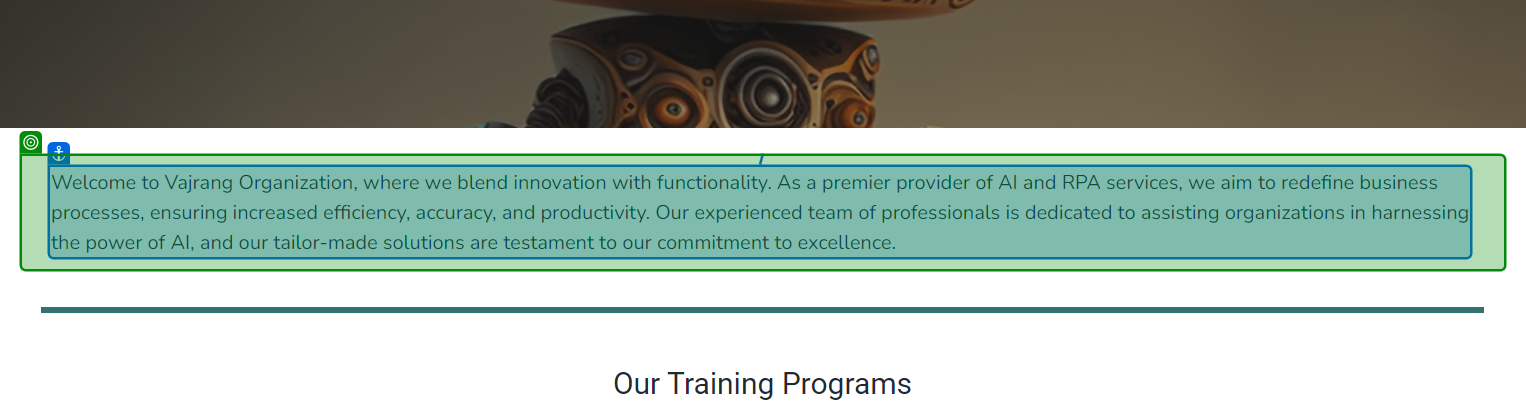 Welcome to Vajrang Organization, where we blend innovation with functionality. As a premier provider of AI and RPA services, we aim to redefine business
processes, ensuring increased efficiency, accuracy, and productivity. Our experienced team of professionals is dedicated to assisting organizations in harnessing
the power of AI, and our tailor-made solutions are testament to our commitment to excellence.
Our Training Programs